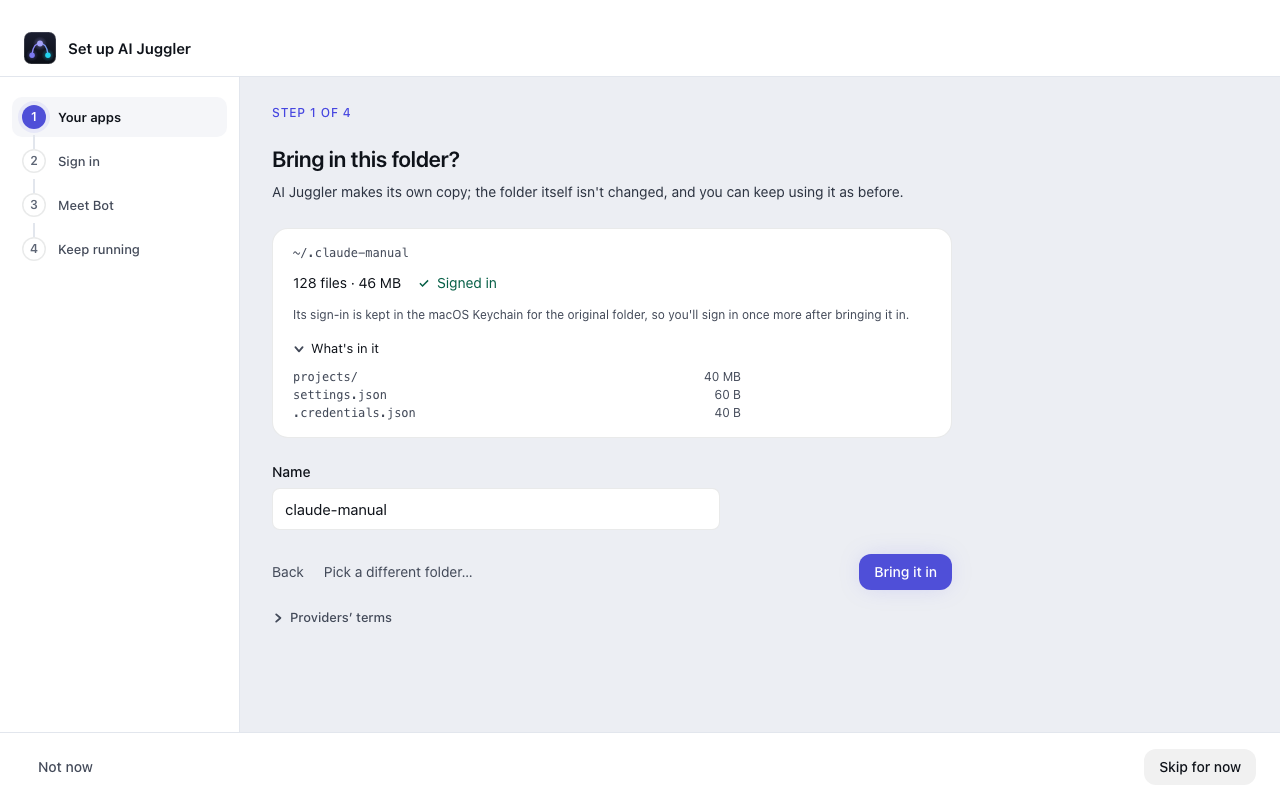 Set up AI Juggler
1 Your apps
2 Sign in
3 Meet Bot
4 Keep running
STEP 1 OF 4
Bring in this folder?
AI Juggler makes its own copy; the folder itself isn't changed, and you can keep using it as before.
~/.claude-manual
128 files · 46 MB ✓ Signed in
Its sign-in is kept in the macOS Keychain for the original folder, so you'll sign in once more after bringing it in.
What's in it
projects/ 40 MB
settings.json 60 B
.credentials.json 40 B
Name
claude-manual
Back Pick a different folder... Bring it in
Providers’ terms
Not now Skip for now